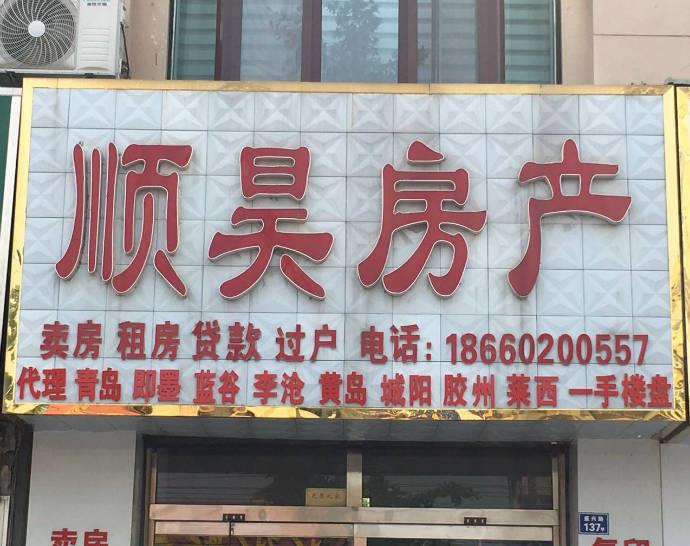 顺昊房产
卖房 租房 贷款 过户 电话:18660200557
代理 青岛 即墨 蓝谷 李沧 黄岛 城阳 胶州 莱西 一手楼盘
卖房
137